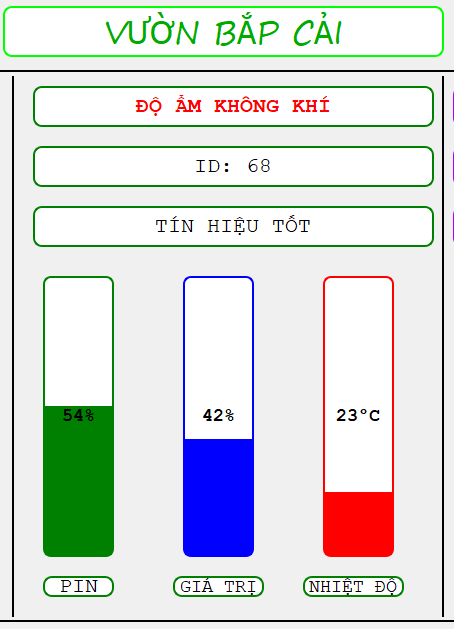 VƯỜN BẮP CẢI
ĐỘ ẨM KHÔNG KHÍ
ID: 68
TÍN HIỆU TỐT
54% 42% 23°C
PIN GIÁ TRỊ NHIỆT ĐỘ